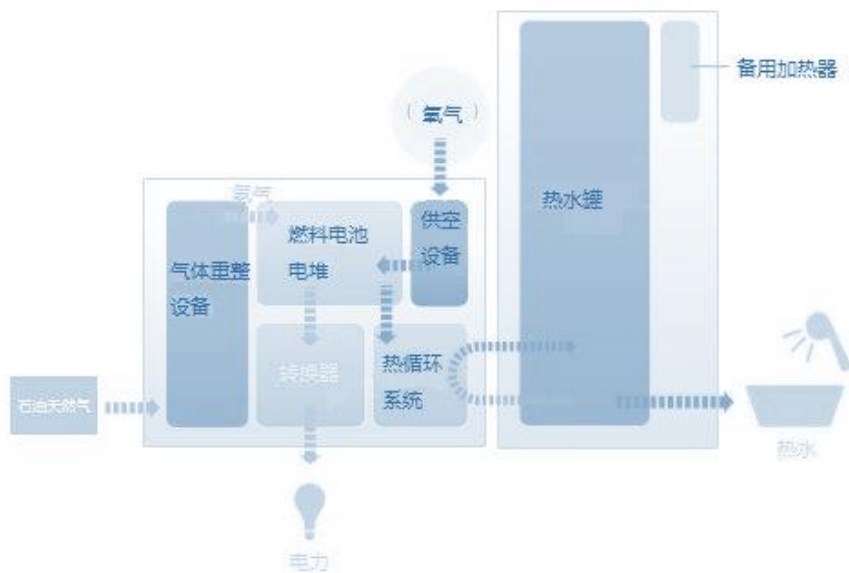 备用加热器
（氧气）
热水罐
氢气
燃料电池
电堆
供空
设备
气体重整
设备
转换器
热循环
系统
石油天然气
热水
电力